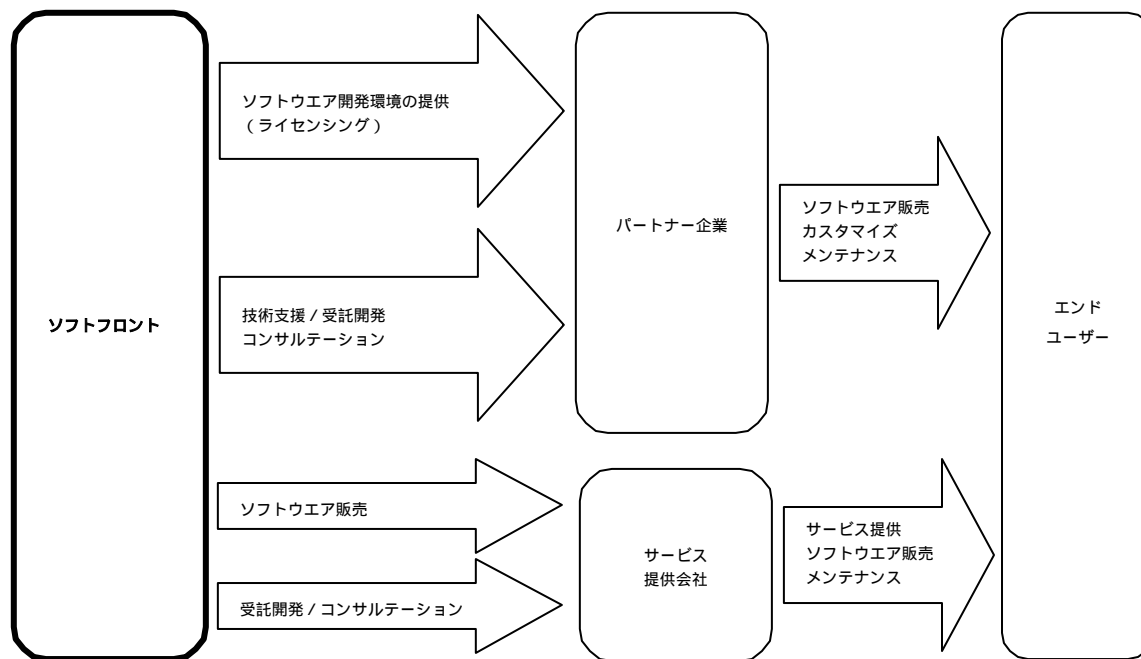 ソフトフロント
ソフトウエア開発環境の提供
(ライセンシング)
技術支援/受託開発
コンサルテーション
ソフトウエア販売
受託開発/コンサルテーション
パートナー企業
サービス
提供会社
ソフトウエア販売
カスタマイズ
メンテナンス
サービス提供
ソフトウエア販売
メンテナンス
エンド
ユーザー